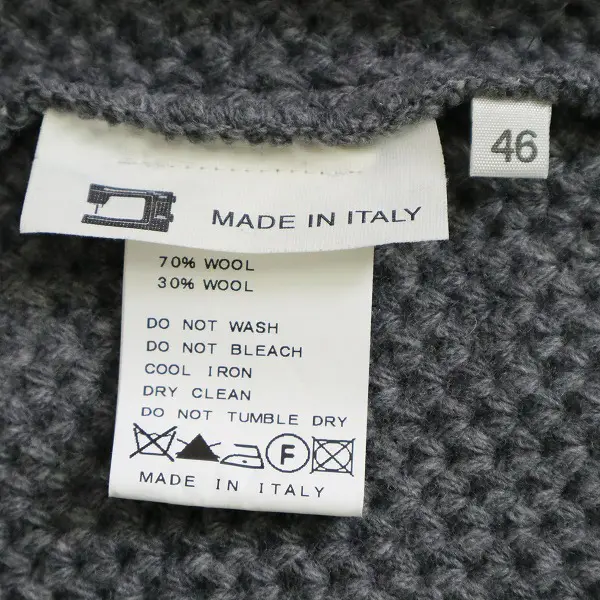 MADE IN ITALY
46
70% WOOL
30% WOOL
DO NOT WASH
DO NOT BLEACH
COOL IRON
DRY CLEAN
DO NOT TUMBLE DRY
F
MADE IN ITALY